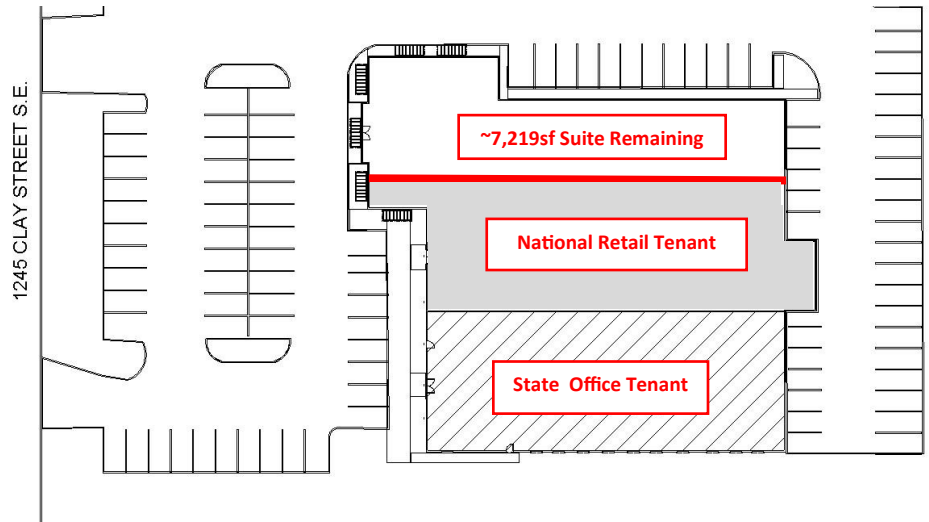 1245 CLAY STREET S.E.
~7,219sf Suite Remaining
National Retail Tenant
State Office Tenant